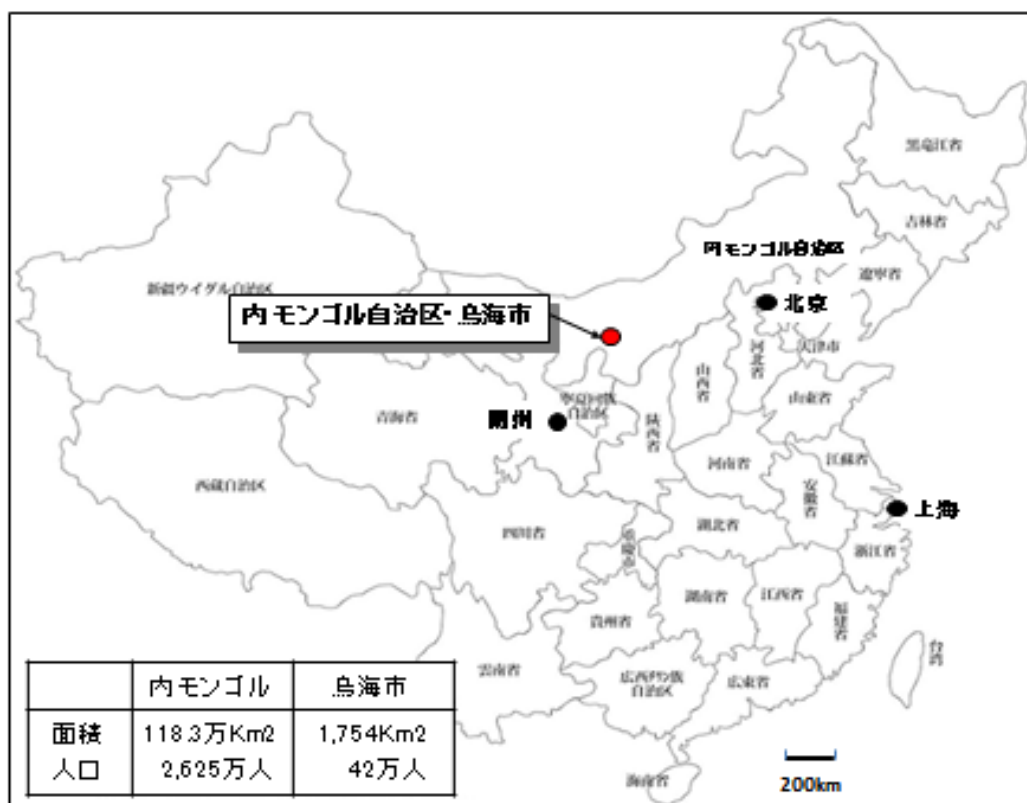 黒竜江省
吉林省
内モンゴル自治区
遼寧省
新疆ウイグル自治区
北京
内モンゴル自治区・烏海市
天津市
河北省
山西省
山東省
寧夏回族
自治区
青海省
蘭州
陝西省
江蘇省
河南省
西蔵自治区
安徽省
上海
四川省
湖北省
重慶市
浙江省
湖南省
江西省
貴州省
福建省
台湾
雲南省
広西チワン族
自治区
広東省
海南省
200km
内モンゴル 烏海市
面積 118.3万Km2 1,754Km2
人口 2,625万人 42万人